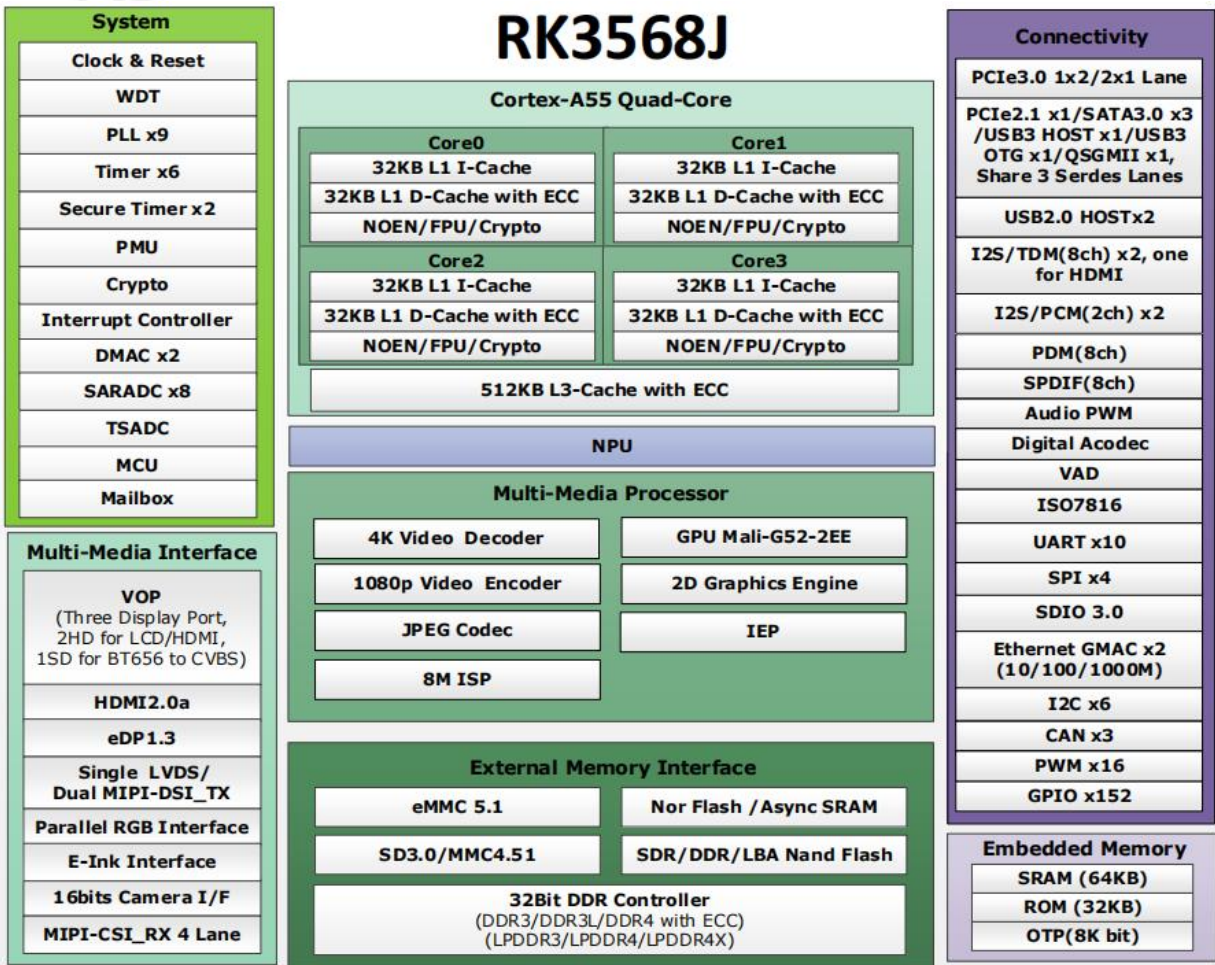 RK3568J
System
Clock & Reset
WDT
PLL x9
Timer x6
Secure Timer x2
PMU
Crypto
Interrupt Controller
DMAC x2
SARADC x8
TSADC
MCU
Mailbox
Multi-Media Interface
VOP
(Three Display Port,
2HD for LCD/HDMI,
1SD for BT656 to CVBS)
HDMI2.0a
eDP1.3
Single LVDS/
Dual MIPI-DSI_TX
Parallel RGB Interface
E-Ink Interface
16bits Camera I/F
MIPI-CSI_RX 4 Lane
Cortex-A55 Quad-Core
Core0
32KB L1 I-Cache
32KB L1 D-Cache with ECC
NOEN/FPU/Crypto
Core1
32KB L1 I-Cache
32KB L1 D-Cache with ECC
NOEN/FPU/Crypto
Core2
32KB L1 I-Cache
32KB L1 D-Cache with ECC
NOEN/FPU/Crypto
Core3
32KB L1 I-Cache
32KB L1 D-Cache with ECC
NOEN/FPU/Crypto
512KB L3-Cache with ECC
NPU
Multi-Media Processor
4K Video Decoder
GPU Mali-G52-2EE
1080p Video Encoder
2D Graphics Engine
JPEG Codec
IEP
8M ISP
External Memory Interface
eMMC 5.1
Nor Flash /Async SRAM
SD3.0/MMC4.51
SDR/DDR/LBA Nand Flash
32Bit DDR Controller
(DDR3/DDR3L/DDR4 with ECC)
(LPDDR3/LPDDR4/LPDDR4X)
Connectivity
PCIe3.0 1x2/2x1 Lane
PCIe2.1 x1/SATA3.0 x3
/USB3 HOST x1/USB3
OTG x1/QSGMII x1,
Share 3 Serdes Lanes
USB2.0 HOSTx2
I2S/TDM(8ch) x2, one
for HDMI
I2S/PCM(2ch) x2
PDM(8ch)
SPDIF(8ch)
Audio PWM
Digital Acodec
VAD
ISO7816
UART x10
SPI x4
SDIO 3.0
Ethernet GMAC x2
(10/100/1000M)
I2C x6
CAN x3
PWM x16
GPIO x152
Embedded Memory
SRAM (64KB)
ROM (32KB)
OTP(8K bit)